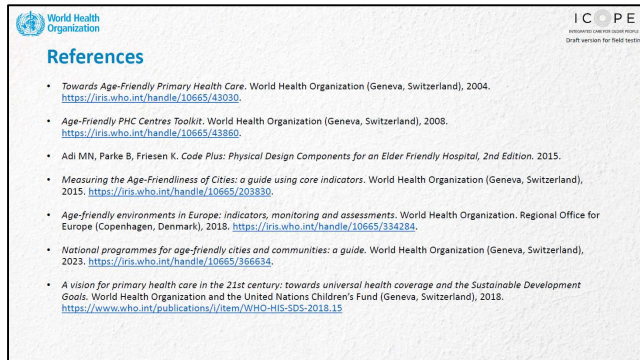 World Health
Organization
ICOPE
INTEGRATED CARE FOR OLDER PEOPLE
Draft version for field testin
References
• Towards Age-Friendly Primary Health Care. World Health Organization (Geneva, Switzerland), 2004.
https://iris.who.int/handle/10665/43030.
• Age-Friendly PHC Centres Toolkit. World Health Organization (Geneva, Switzerland), 2008.
https://iris.who.int/handle/10665/43860.
• Adi MN, Parke B, Friesen K. Code Plus: Physical Design Components for an Elder Friendly Hospital, 2nd Edition. 2015.
• Measuring the Age-Friendliness of Cities: a guide using core indicators. World Health Organization (Geneva, Switzerland),
2015. https://iris.who.int/handle/10665/203830.
• Age-friendly environments in Europe: indicators, monitoring and assessments. World Health Organization. Regional Office for
Europe (Copenhagen, Denmark), 2018. https://iris.who.int/handle/10665/334284.
• National programmes for age-friendly cities and communities: a guide. World Health Organization (Geneva, Switzerland),
2023. https://iris.who.int/handle/10665/366634.
• A vision for primary health care in the 21st century: towards universal health coverage and the Sustainable Development
Goals. World Health Organization and the United Nations Children's Fund (Geneva, Switzerland), 2018.
https://www.who.int/publications/i/item/WHO-HIS-SDS-2018.15